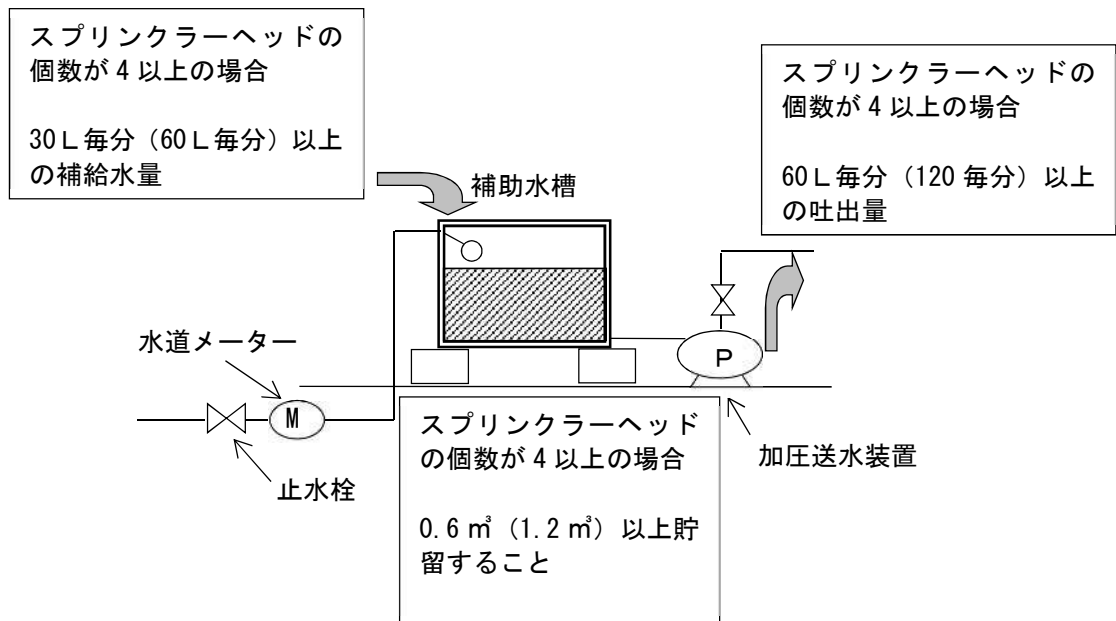 スプリンクラーヘッドの
個数が４以上の場合
30Ｌ毎分（60Ｌ毎分）以上
の補給水量
スプリンクラーヘッドの
個数が４以上の場合
60Ｌ毎分（120 毎分）以上
の吐出量
補助水槽
水道メーター
Ｐ
Ｍ
止水栓
スプリンクラーヘッド
の個数が４以上の場合
0.6 ㎥（1.2 ㎥）以上貯
留すること
加圧送水装置